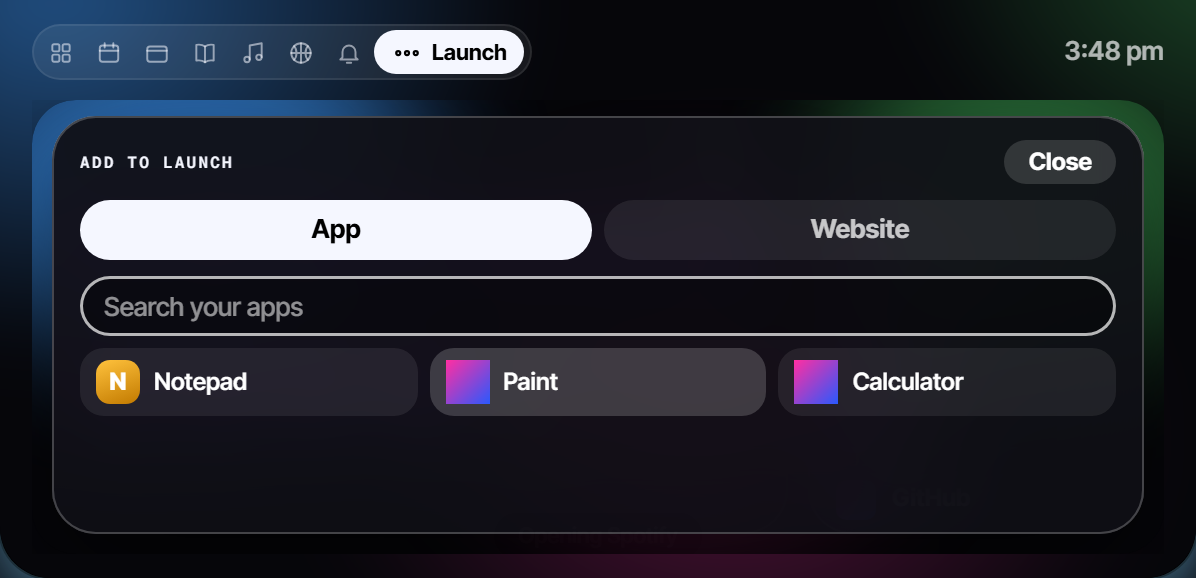 Launch
3:48 pm
ADD TO LAUNCH
Close
App
Website
Search your apps
N
Notepad
Paint
Calculator